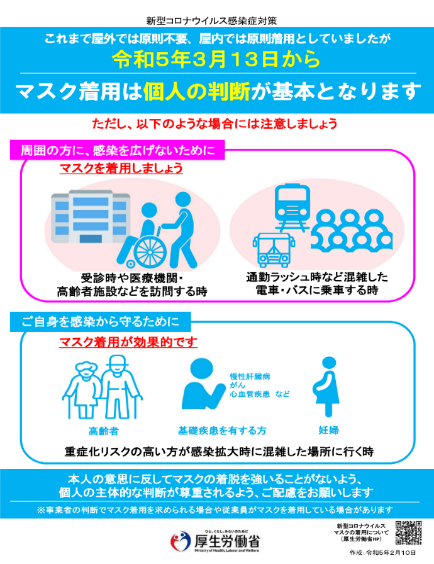 新型コロナウイルス感染症対策
これまで屋外では原則不要、屋内では原則着用としていましたが
令和5年3月13日から
マスク着用は個人の判断が基本となります
ただし、以下のような場合には注意しましょう
周囲の方に、感染を広げないために
マスクを着用しましょう
受診時や医療機関・
高齢者施設などを訪問する時
通勤ラッシュ時など混雑した
電車・バスに乗車する時
ご自身を感染から守るために
マスク着用が効果的です
慢性肝臓病
がん
心血管疾患 など
高齢者
基礎疾患を有する方
妊婦
重症化リスクの高い方が感染拡大時に混雑した場所に行く時
本人の意思に反してマスクの着脱を強いることがないよう、
個人の主体的な判断が尊重されるよう、ご配慮をお願いします
※事業者の判断でマスク着用を求められる場合や従業員がマスクを着用している場合があります
ひと、くらし、みらいのために
厚生労働省
Ministry of Health, Labour and Welfare
新型コロナウイルス
マスクの着用について
(厚生労働省HP)
作成:令和5年2月10日